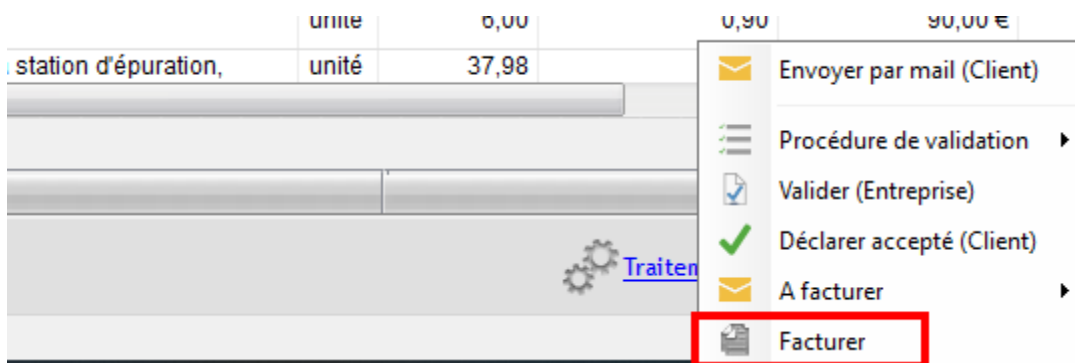 unité 6,00 0,90 90,00 €
station d'épuration, unité 37,98
Envoyer par mail (Client)
Procédure de validation
Valider (Entreprise)
Déclarer accepté (Client)
Traitem
A facturer
Facturer